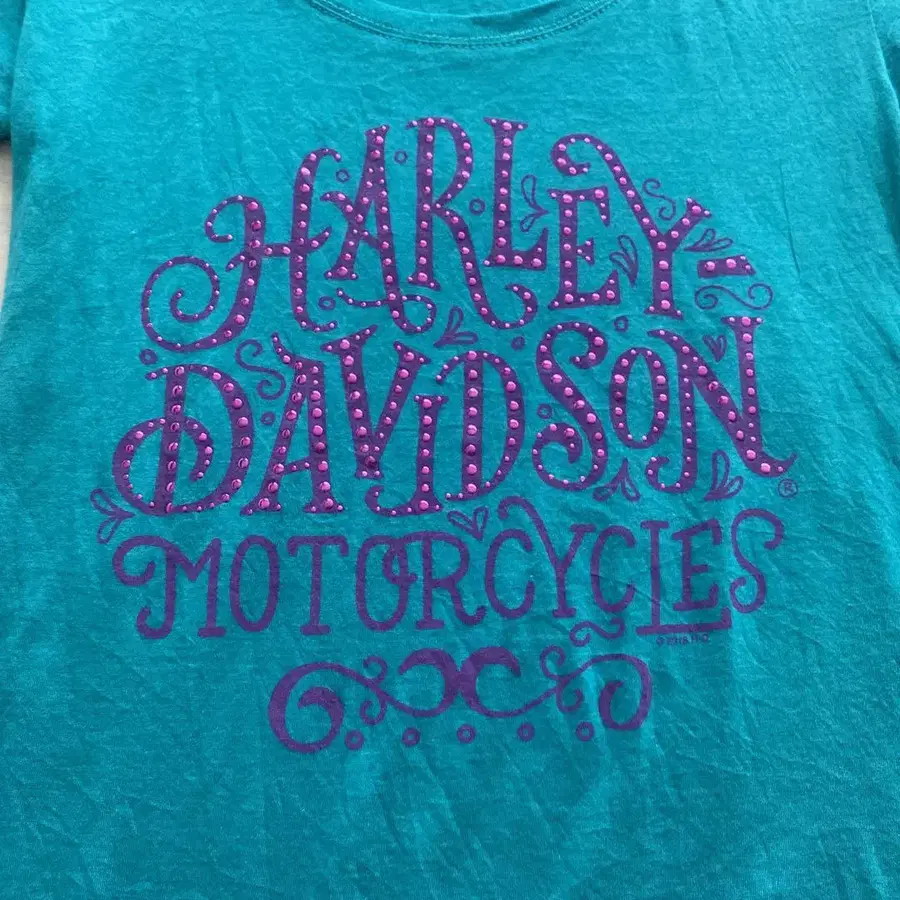 HARLEY-
DAVIDSON
®
MOTORCYCLES